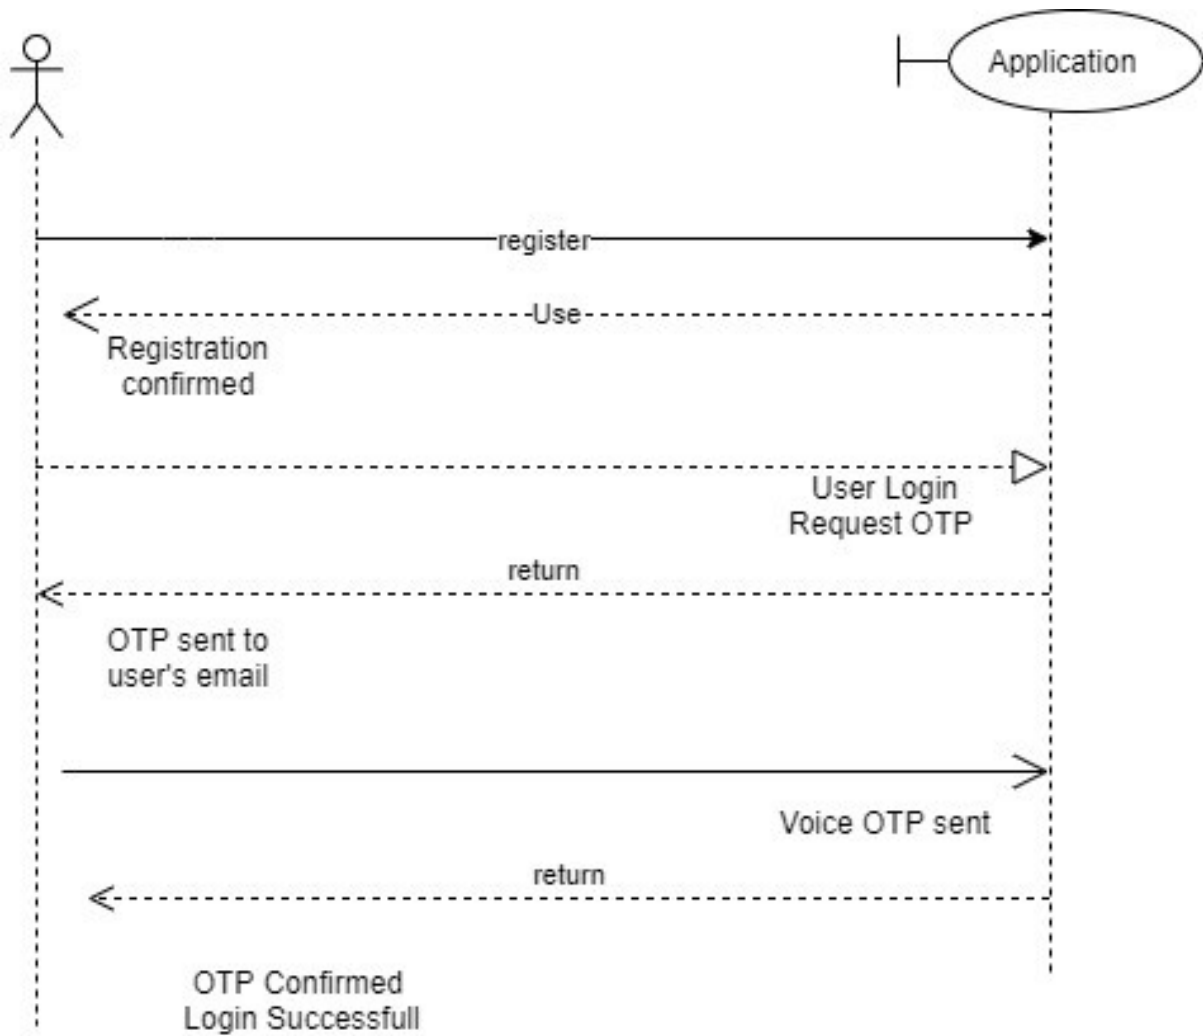 Application
register
Use
Registration
confirmed
User Login
Request OTP
return
OTP sent to
user's email
Voice OTP sent
return
OTP Confirmed
Login Successfull